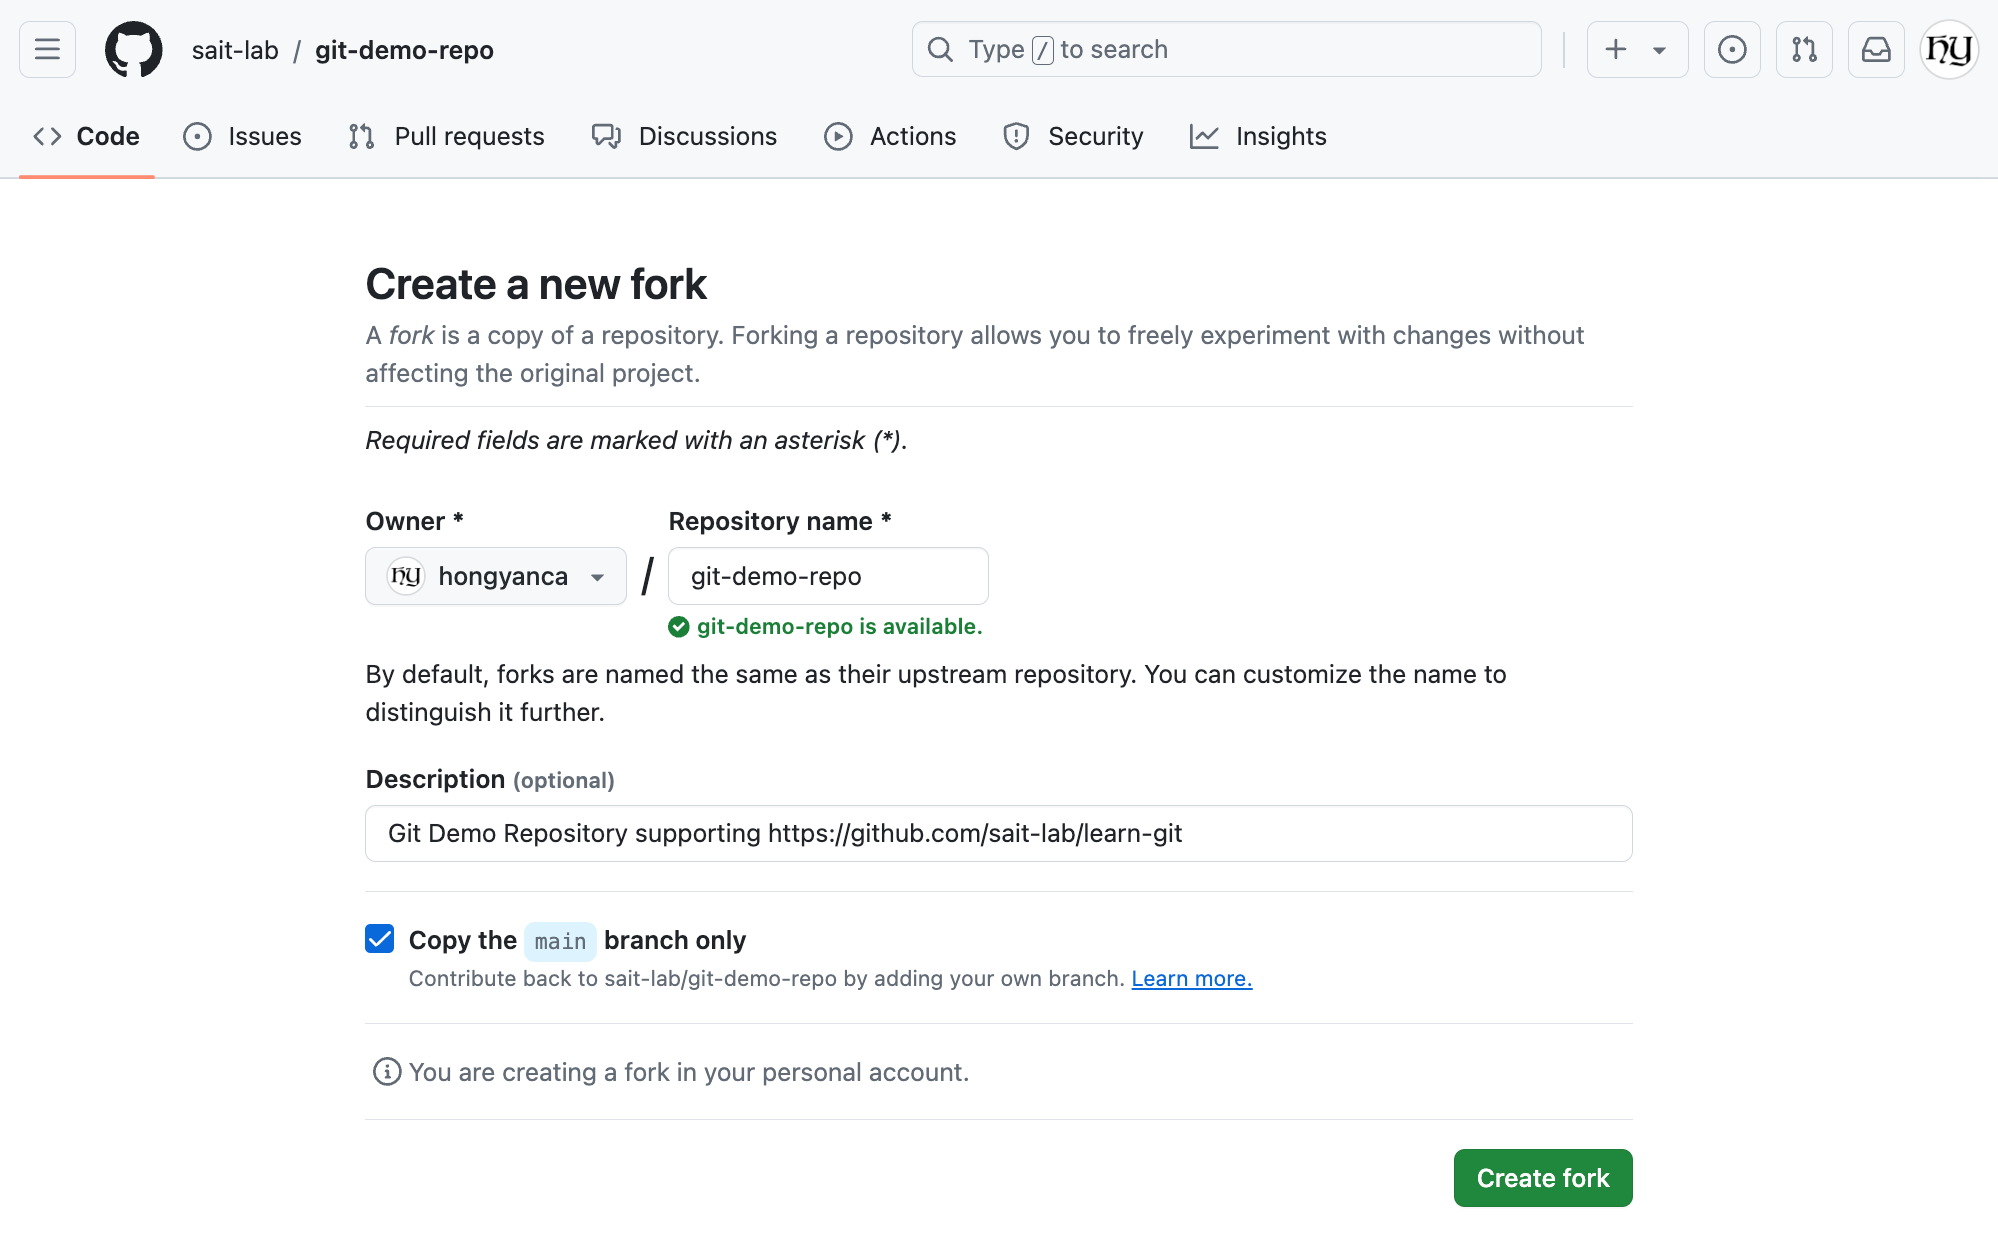 sait-lab / git-demo-repo
Type / to search
HY
Code
Issues
Pull requests
Discussions
Actions
Security
Insights
Create a new fork
A fork is a copy of a repository. Forking a repository allows you to freely experiment with changes without
affecting the original project.
Required fields are marked with an asterisk (*).
Owner *
Repository name *
HY hongyanca
/
git-demo-repo
git-demo-repo is available.
By default, forks are named the same as their upstream repository. You can customize the name to
distinguish it further.
Description (optional)
Git Demo Repository supporting https://github.com/sait-lab/learn-git
Copy the main branch only
Contribute back to sait-lab/git-demo-repo by adding your own branch. Learn more.
You are creating a fork in your personal account.
Create fork